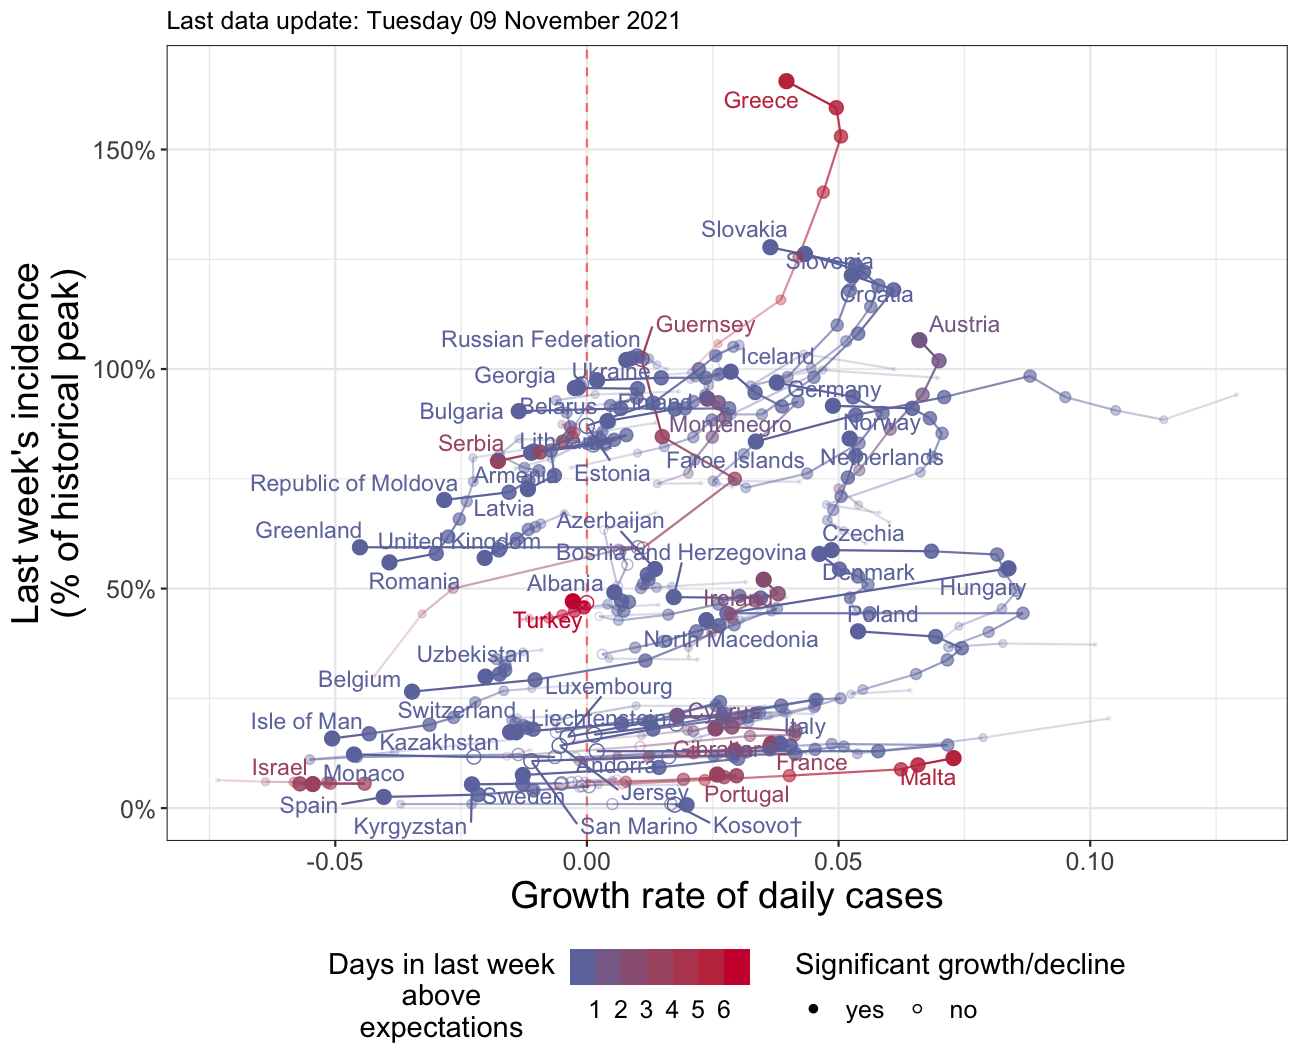 Last data update: Tuesday 09 November 2021
Last week's incidence
(% of historical peak)
150%
100%
50%
0%
Greece
Slovakia
Slovenia
Croatia
Guernsey
Austria
Russian Federation
Iceland
Georgia
Ukraine
Germany
Bulgaria
Belarus
Finland
Montenegro
Norway
Serbia
Lithuania
Faroe Islands
Netherlands
Republic of Moldova
Armenia
Estonia
Latvia
Azerbaijan
Greenland
United Kingdom
Czechia
Bosnia and Herzegovina
Romania
Albania
Denmark
Hungary
Ireland
Turkey
Poland
North Macedonia
Uzbekistan
Belgium
Luxembourg
Switzerland
Cyprus
Isle of Man
Liechtenstein
Italy
Kazakhstan
Gibraltar
Israel
Monaco
Andorra
France
Malta
Spain
Sweden
Jersey
Portugal
Kyrgyzstan
San Marino
Kosovo†
-0.05
0.00
0.05
0.10
Growth rate of daily cases
Days in last week
above
expectations
1 2 3 4 5 6
Significant growth/decline
yes
no